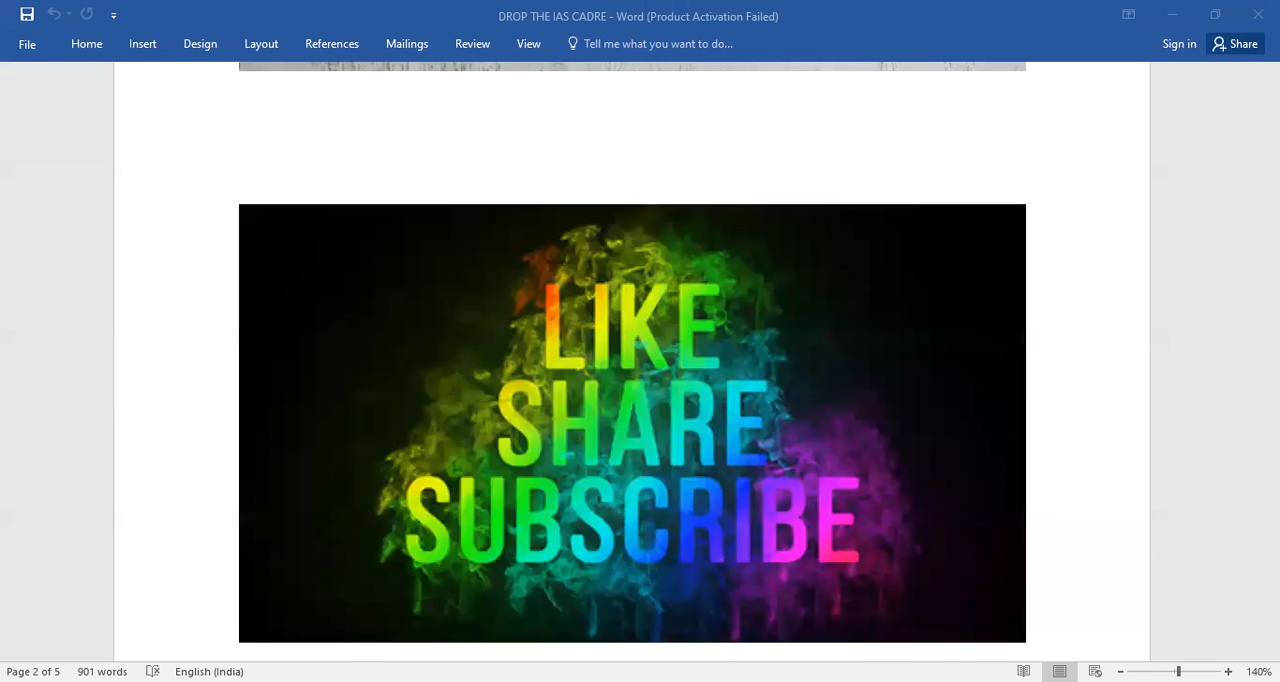 DROP THE IAS CADRE - Word (Product Activation Failed)
File Home Insert Design Layout References Mailings Review View Tell me what you want to do... Sign in Share
LIKE
SHARE
SUBSCRIBE
Page 2 of 5 901 words English (India) 140%